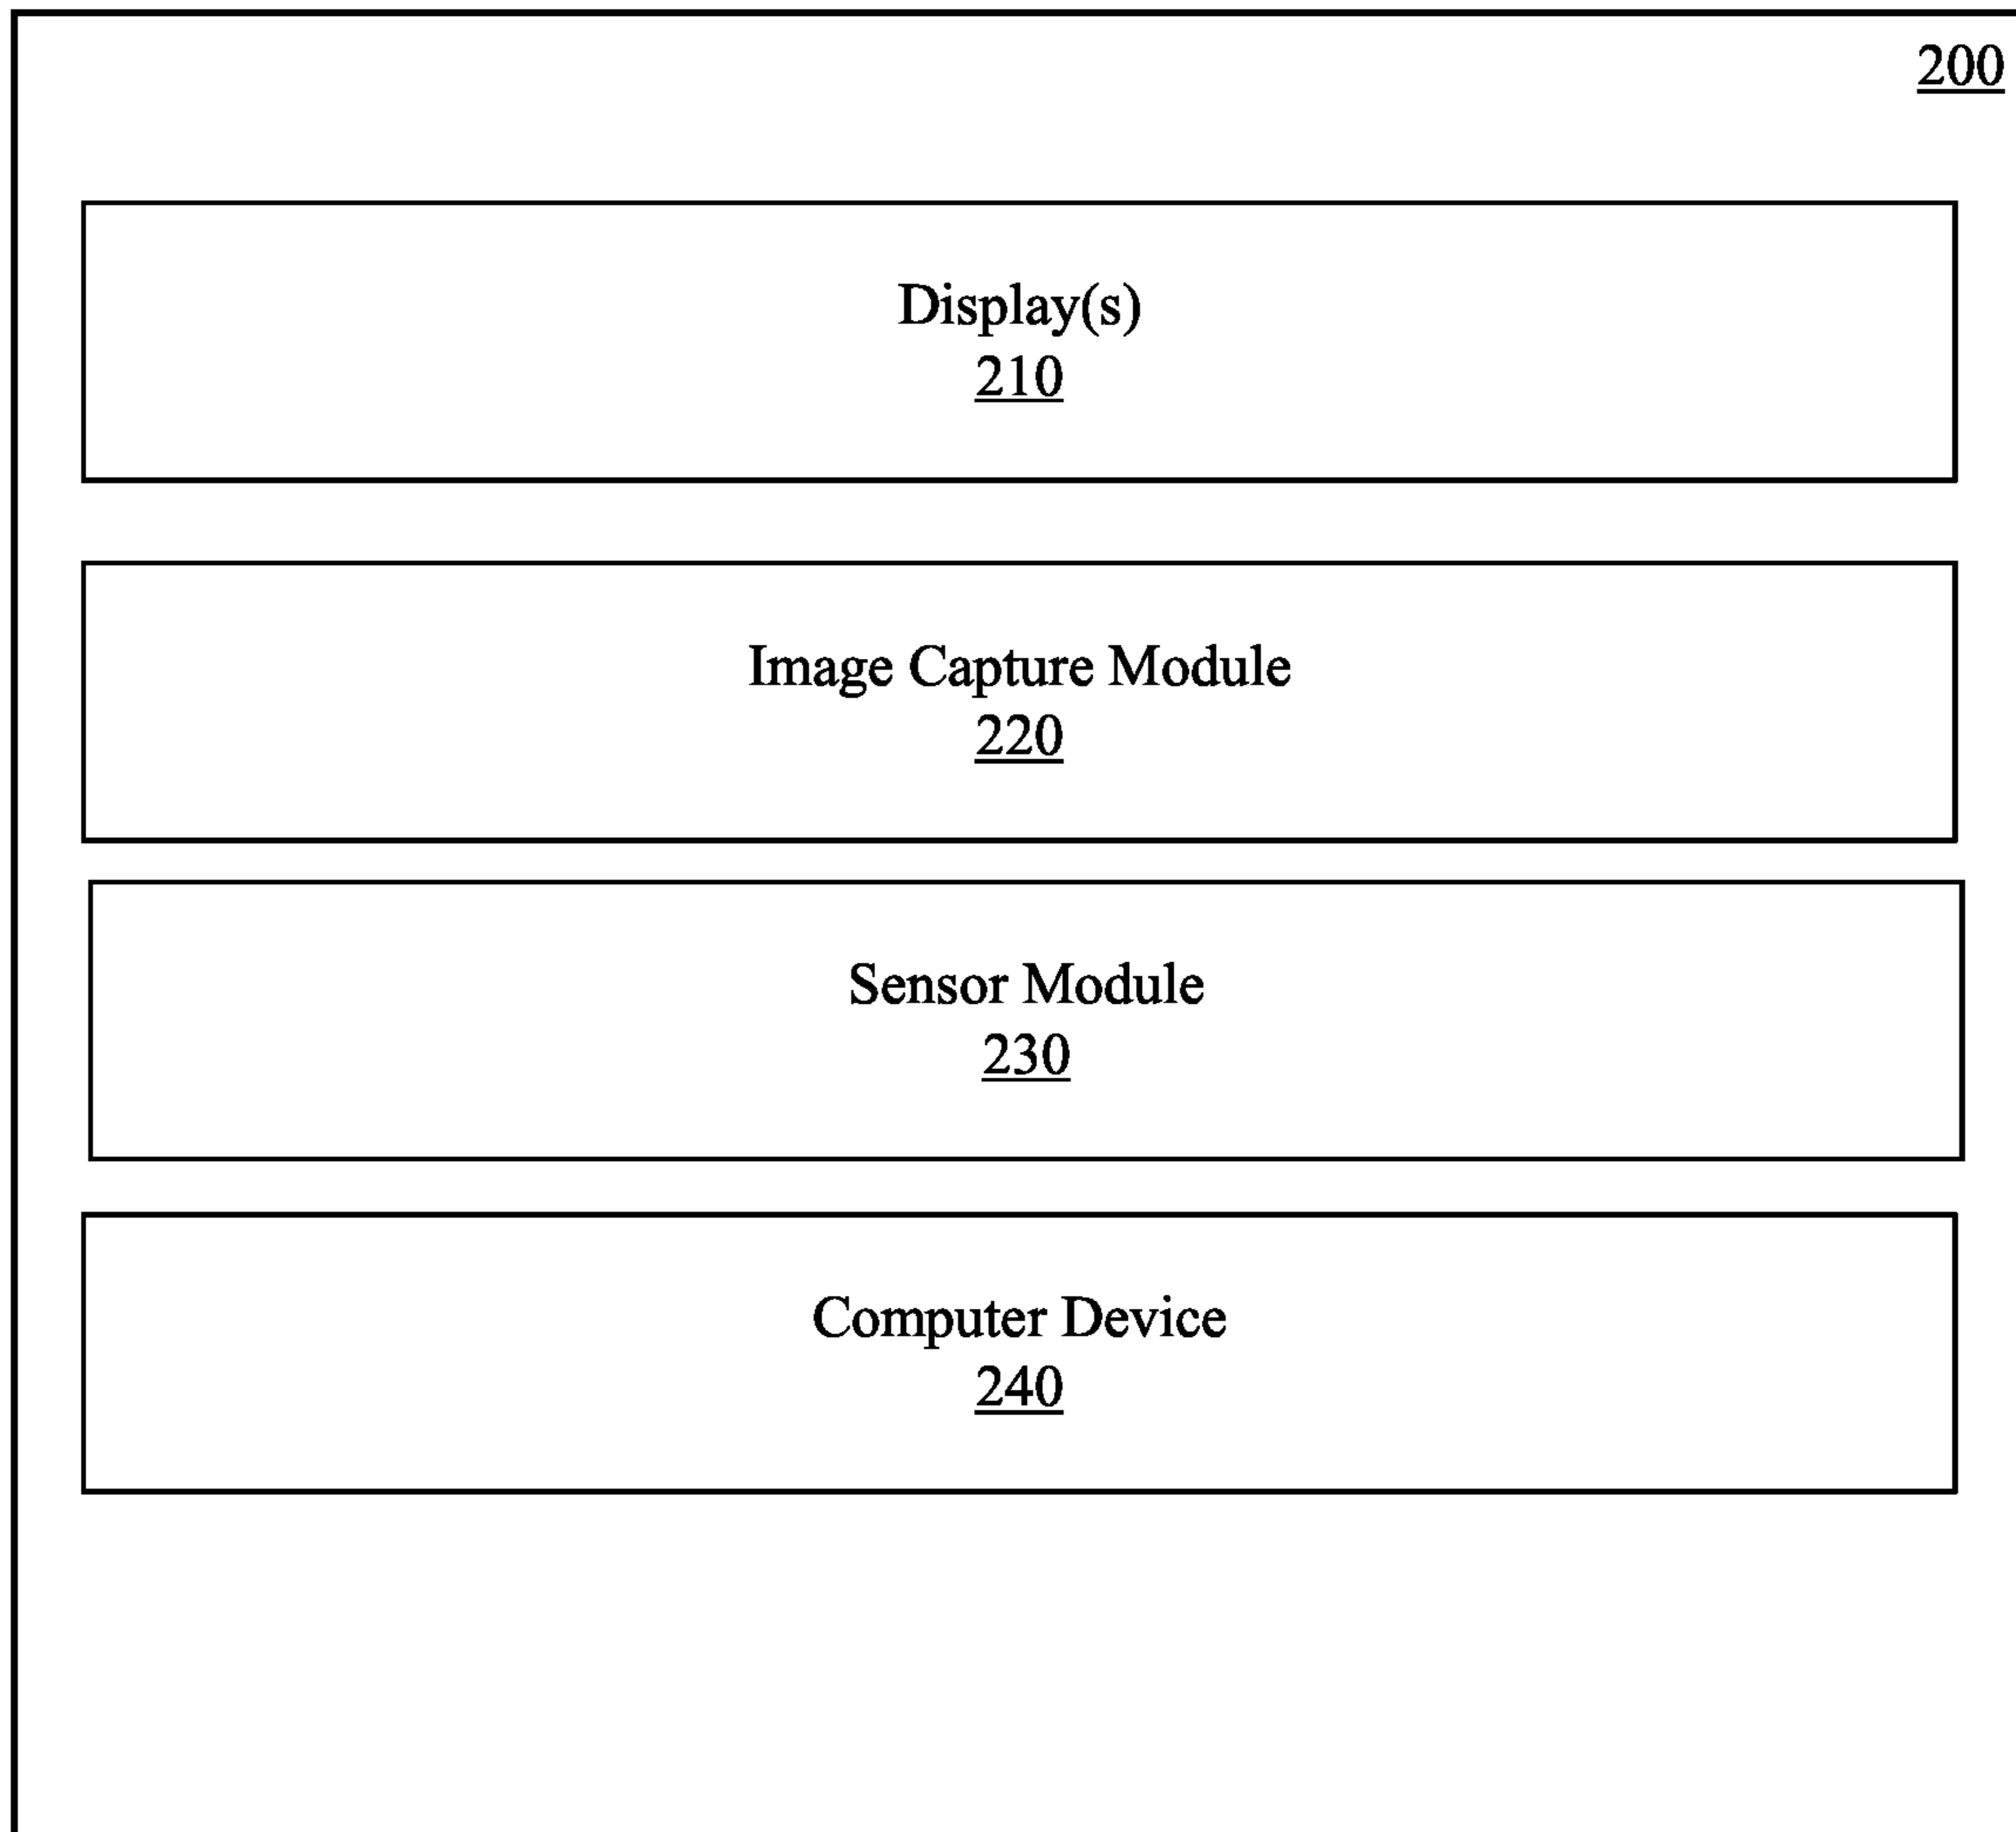 200
Display(s)
210
Image Capture Module
220
Sensor Module
230
Computer Device
240